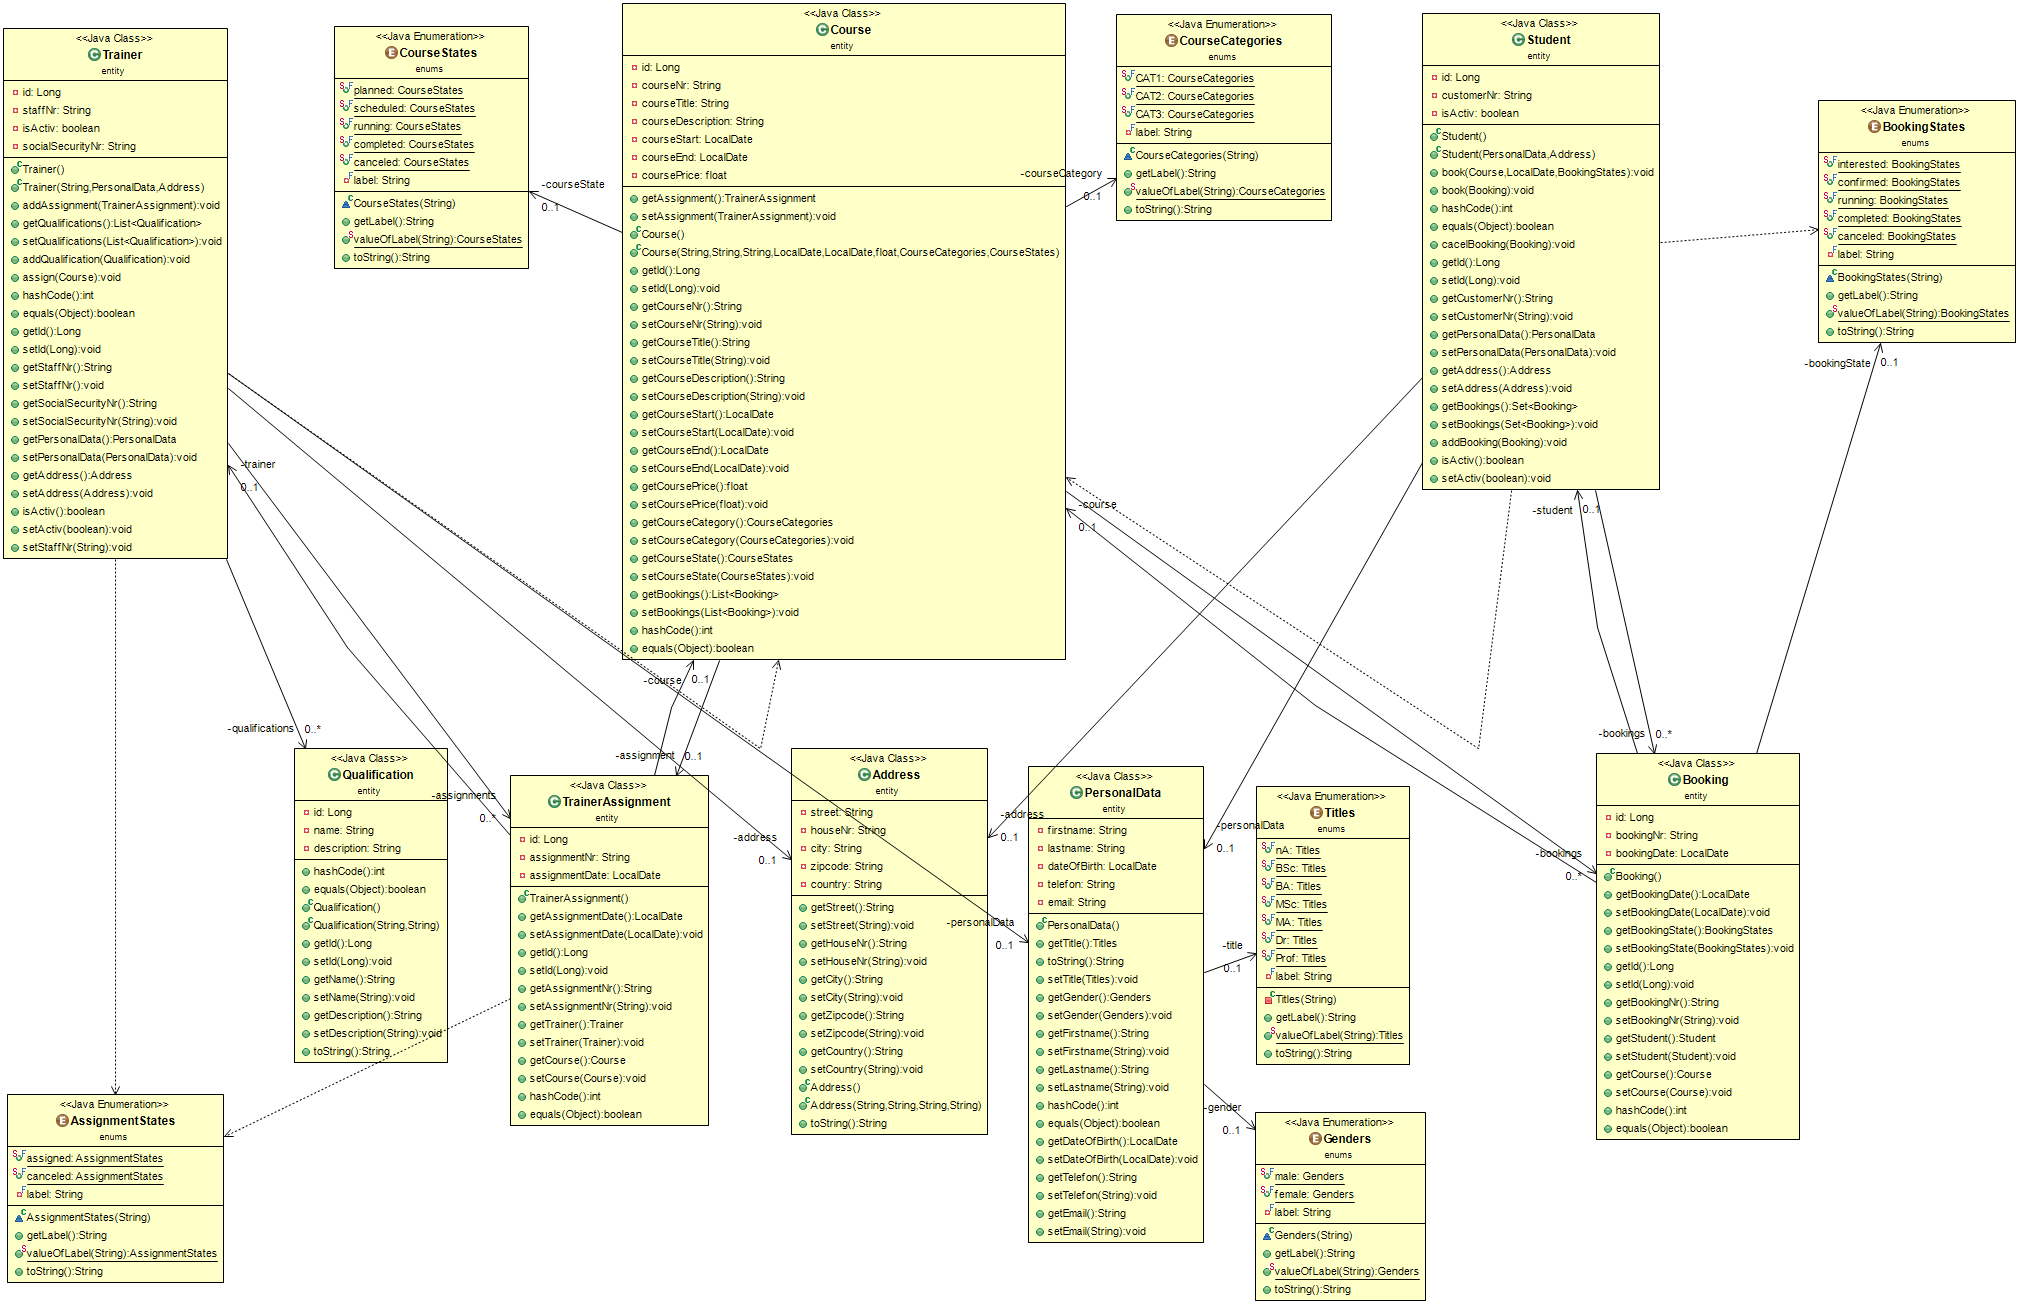 <<Java Class>>
Trainer
entity
id: Long
staffNr: String
isActiv: boolean
socialSecurityNr: String
Trainer()
Trainer(String,PersonalData,Address)
addAssignment(TrainerAssignment):void
getQualifications():List<Qualification>
setQualifications(List<Qualification>):void
addQualification(Qualification):void
assign(Course):void
hashCode():int
equals(Object):boolean
getId():Long
setId(Long):void
getStaffNr():String
setStaffNr():void
getSocialSecurityNr():String
setSocialSecurityNr(String):void
getPersonalData():PersonalData
setPersonalData(PersonalData):void
getAddress():Address
setAddress(Address):void
isActiv():boolean
setActiv(boolean):void
setStaffNr(String):void
<<Java Enumeration>>
CourseStates
enums
planned: CourseStates
scheduled: CourseStates
running: CourseStates
completed: CourseStates
canceled: CourseStates
label: String
CourseStates(String)
getLabel():String
valueOfLabel(String):CourseStates
toString():String
-courseState
0..1
<<Java Class>>
Course
entity
id: Long
courseNr: String
courseTitle: String
courseDescription: String
courseStart: LocalDate
courseEnd: LocalDate
coursePrice: float
getAssignment():TrainerAssignment
setAssignment(TrainerAssignment):void
Course()
Course(String,String,String,LocalDate,LocalDate,float,CourseCategories,CourseStates)
getId():Long
setId(Long):void
getCourseNr():String
setCourseNr(String):void
getCourseTitle():String
setCourseTitle(String):void
getCourseDescription():String
setCourseDescription(String):void
getCourseStart():LocalDate
setCourseStart(LocalDate):void
getCourseEnd():LocalDate
setCourseEnd(LocalDate):void
getCoursePrice():float
setCoursePrice(float):void
getCourseCategory():CourseCategories
setCourseCategory(CourseCategories):void
getCourseState():CourseStates
setCourseState(CourseStates):void
getBookings():List<Booking>
setBookings(List<Booking>):void
hashCode():int
equals(Object):boolean
-courseCategory
0..1
<<Java Enumeration>>
CourseCategories
enums
CAT1: CourseCategories
CAT2: CourseCategories
CAT3: CourseCategories
label: String
CourseCategories(String)
getLabel():String
valueOfLabel(String):CourseCategories
toString():String
<<Java Class>>
Student
entity
id: Long
customerNr: String
isActiv: boolean
Student()
Student(PersonalData,Address)
book(Course,LocalDate,BookingStates):void
book(Booking):void
hashCode():int
equals(Object):boolean
cacelBooking(Booking):void
getId():Long
setId(Long):void
getCustomerNr():String
setCustomerNr(String):void
getPersonalData():PersonalData
setPersonalData(PersonalData):void
getAddress():Address
setAddress(Address):void
getBookings():Set<Booking>
setBookings(Set<Booking>):void
addBooking(Booking):void
isActiv():boolean
setActiv(boolean):void
<<Java Enumeration>>
BookingStates
enums
interested: BookingStates
confirmed: BookingStates
running: BookingStates
completed: BookingStates
canceled: BookingStates
label: String
BookingStates(String)
getLabel():String
valueOfLabel(String):BookingStates
toString():String
-bookingState
0..1
-trainer
0..1
-course
0..1
-student
0..1
-course
0..1
-qualifications
0..*
-assignment
0..1
-bookings
0..*
-assignments
0..*
-address
0..1
-address
0..1
-personalData
0..1
-bookings
0..*
-personalData
0..1
-title
0..1
-gender
0..1
<<Java Class>>
Qualification
entity
id: Long
name: String
description: String
hashCode():int
equals(Object):boolean
Qualification()
Qualification(String,String)
getId():Long
setId(Long):void
getName():String
setName(String):void
getDescription():String
setDescription(String):void
toString():String
<<Java Class>>
TrainerAssignment
entity
id: Long
assignmentNr: String
assignmentDate: LocalDate
TrainerAssignment()
getAssignmentDate():LocalDate
setAssignmentDate(LocalDate):void
getId():Long
setId(Long):void
getAssignmentNr():String
setAssignmentNr(String):void
getTrainer():Trainer
setTrainer(Trainer):void
getCourse():Course
setCourse(Course):void
hashCode():int
equals(Object):boolean
<<Java Class>>
Address
entity
street: String
houseNr: String
city: String
zipcode: String
country: String
getStreet():String
setStreet(String):void
getHouseNr():String
setHouseNr(String):void
getCity():String
setCity(String):void
getZipcode():String
setZipcode(String):void
getCountry():String
setCountry(String):void
Address()
Address(String,String,String,String)
toString():String
<<Java Class>>
PersonalData
entity
firstname: String
lastname: String
dateOfBirth: LocalDate
telefon: String
email: String
PersonalData()
getTitle():Titles
toString():String
setTitle(Titles):void
getGender():Genders
setGender(Genders):void
getFirstname():String
setFirstname(String):void
getLastname():String
setLastname(String):void
hashCode():int
equals(Object):boolean
getDateOfBirth():LocalDate
setDateOfBirth(LocalDate):void
getTelefon():String
setTelefon(String):void
getEmail():String
setEmail(String):void
<<Java Enumeration>>
Titles
enums
nA: Titles
BSc: Titles
BA: Titles
MSc: Titles
MA: Titles
Dr: Titles
Prof: Titles
label: String
Titles(String)
getLabel():String
valueOfLabel(String):Titles
toString():String
<<Java Class>>
Booking
entity
id: Long
bookingNr: String
bookingDate: LocalDate
Booking()
getBookingDate():LocalDate
setBookingDate(LocalDate):void
getBookingState():BookingStates
setBookingState(BookingStates):void
getId():Long
setId(Long):void
getBookingNr():String
setBookingNr(String):void
getStudent():Student
setStudent(Student):void
getCourse():Course
setCourse(Course):void
hashCode():int
equals(Object):boolean
<<Java Enumeration>>
AssignmentStates
enums
assigned: AssignmentStates
canceled: AssignmentStates
label: String
AssignmentStates(String)
getLabel():String
valueOfLabel(String):AssignmentStates
toString():String
<<Java Enumeration>>
Genders
enums
male: Genders
female: Genders
label: String
Genders(String)
getLabel():String
valueOfLabel(String):Genders
toString():String